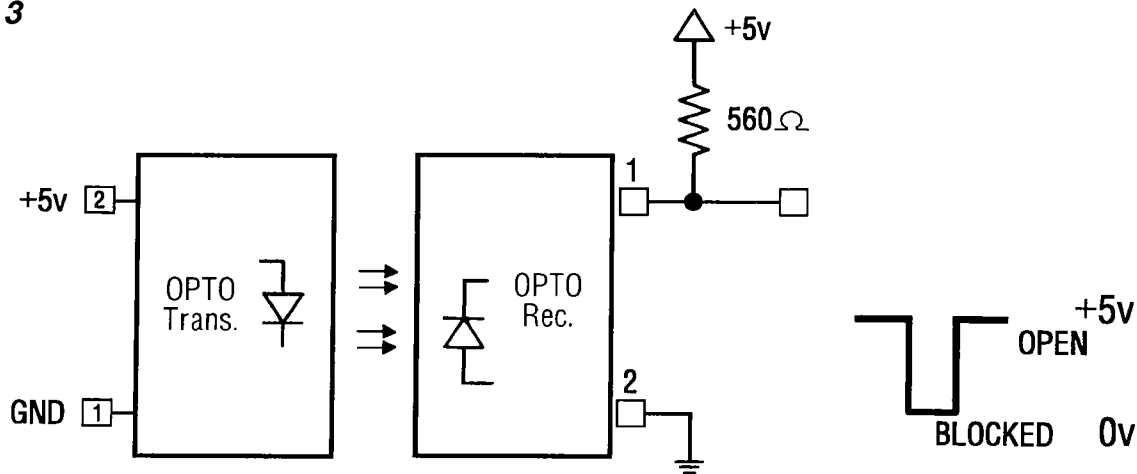 3
+5v
560Ω
+5v 2
1
OPTO
Trans.
OPTO
Rec.
+5v
OPEN
GND 1
2
BLOCKED 0v